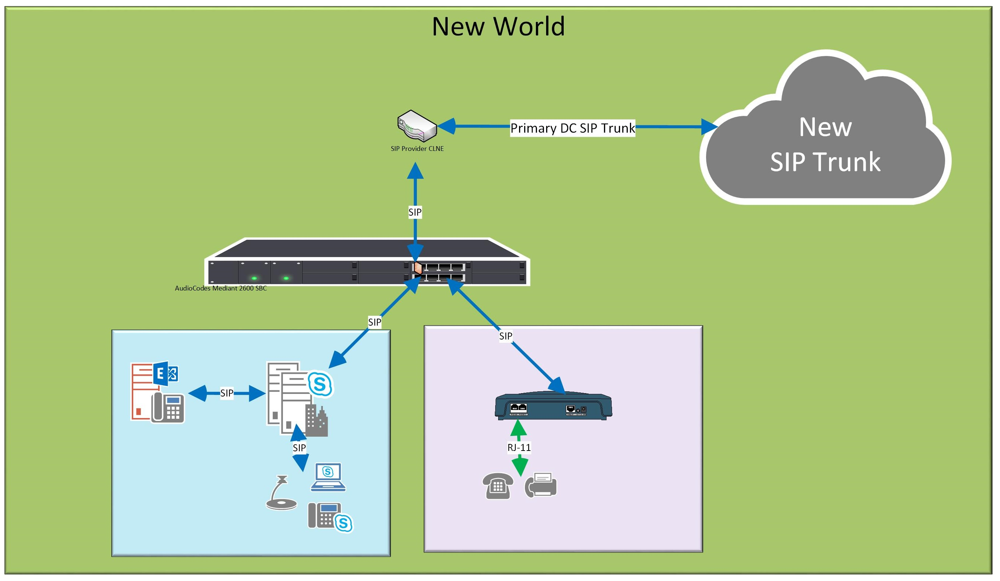 New World
New
SIP Trunk
Primary DC SIP Trunk
SIP Provider CLNE
SIP
AudioCodes Mediant 2600 SBC
SIP
SIP
E
S
SIP
SIP
RJ-11
S
S